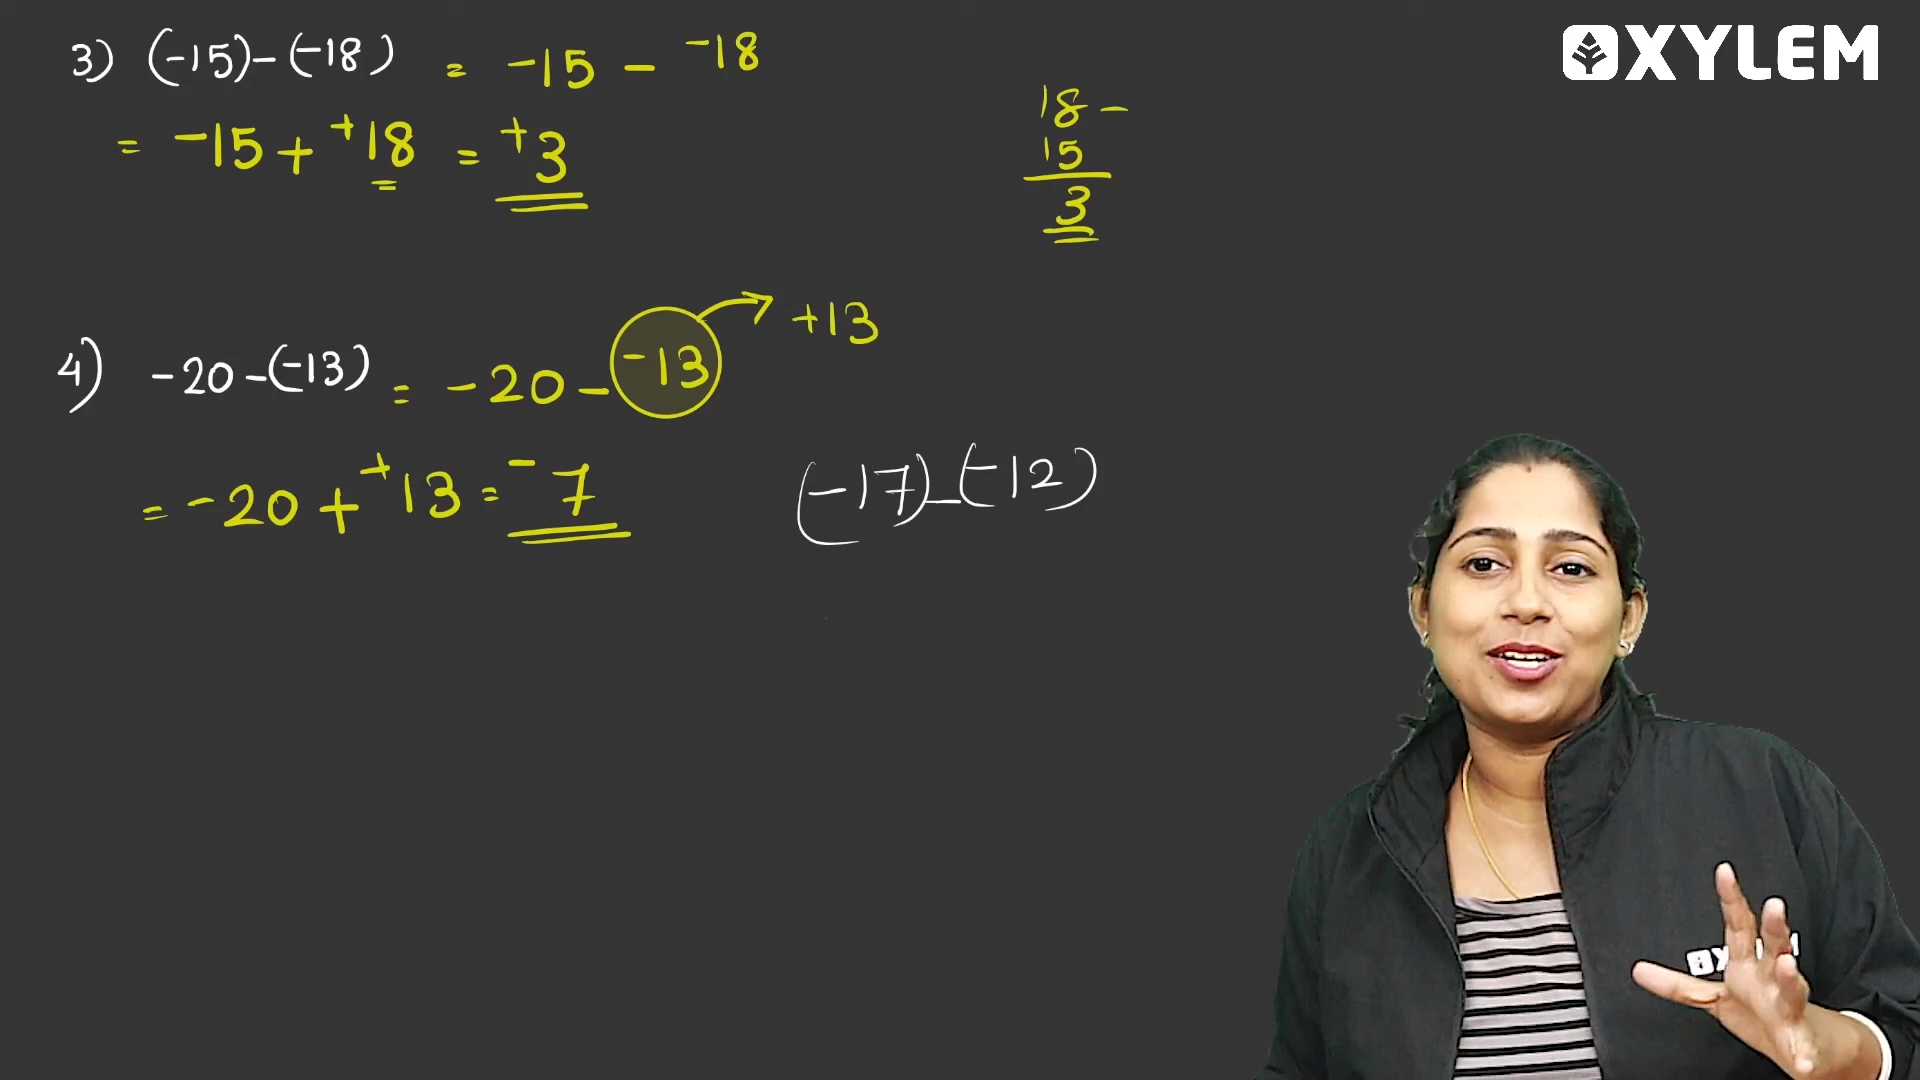 XYLEM
3) (-15)-(-18) = -15 - -18
= -15 + +18 = +3
18 -
15
3
4) -20-(-13) = -20 - -13 → +13
= -20 + +13 = -7
(-17)-(-12)